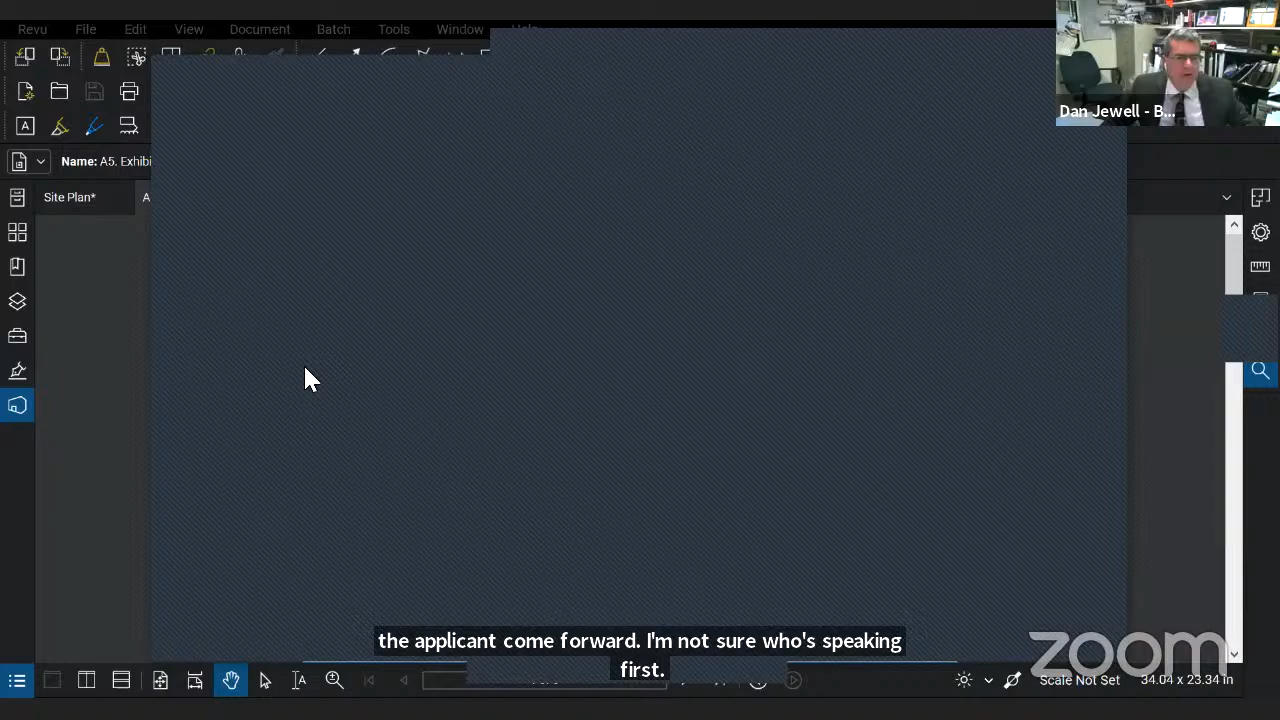 Revu File Edit View Document Batch Tools Window Help
Dan Jewell - B...
Name: A5. Exhibi
Site Plan*
A
the applicant come forward. I'm not sure who's speaking
first.
zoom
Scale Not Set 34.04 x 23.34 in